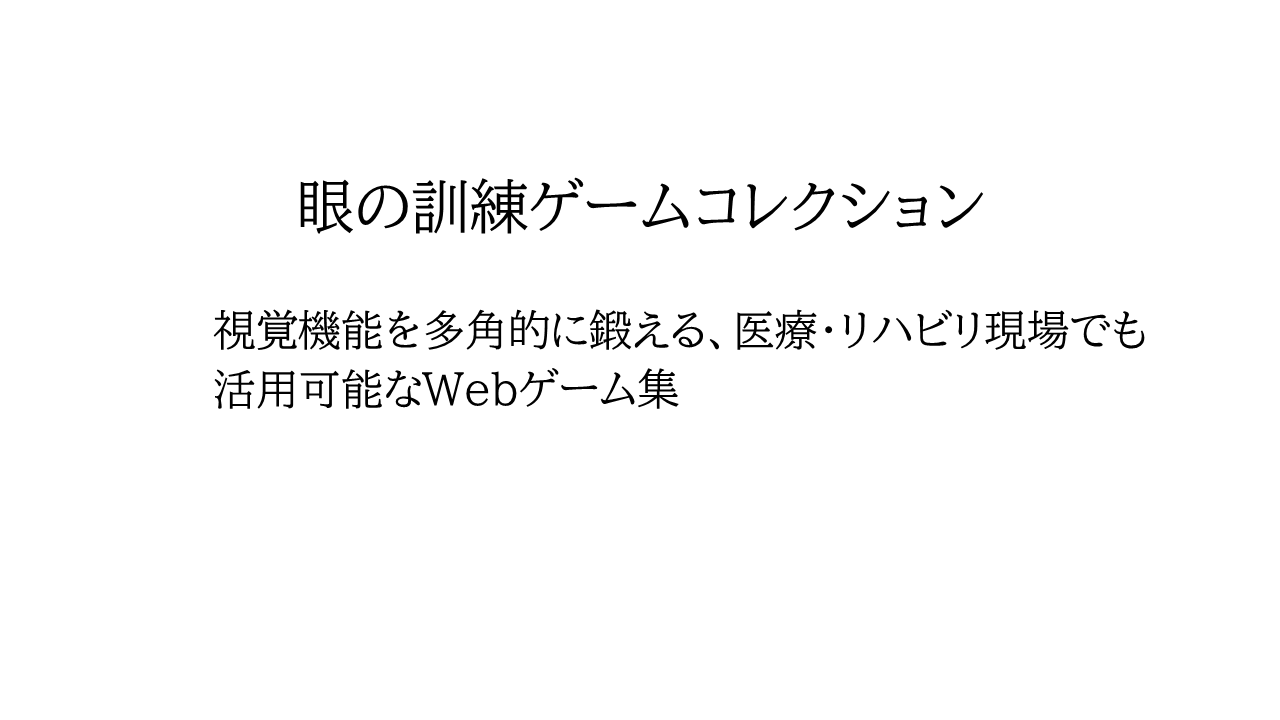 眼の訓練ゲームコレクション
視覚機能を多角的に鍛える、医療・リハビリ現場でも
活用可能なWebゲーム集